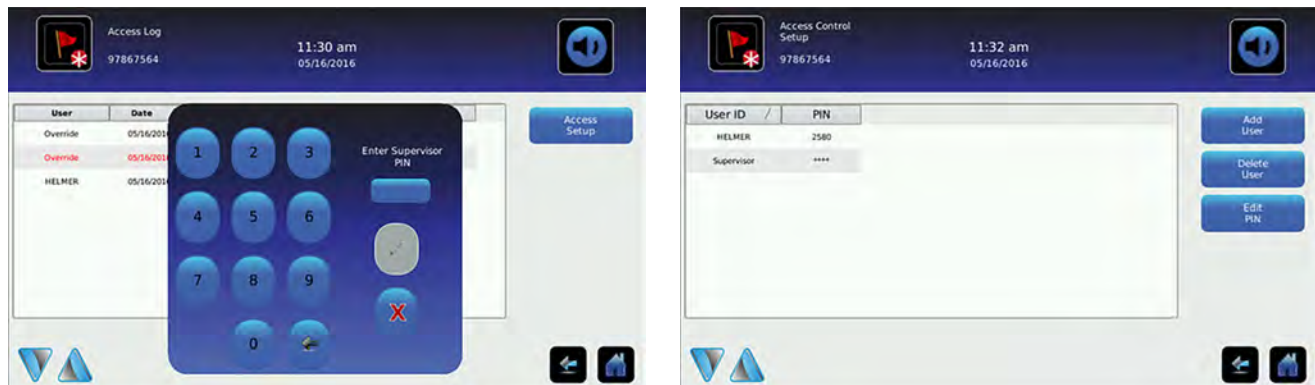 Access Log
97867564
11:30 am
05/16/2016
User Date
Override 05/16/201
Override 05/16/201
HELMER 05/16/201
1 2 3
4 5 6
7 8 9
0
Enter Supervisor
PIN
X
Access
Setup
Access Control
Setup
97867564
11:32 am
05/16/2016
User ID / PIN
HELMER 2580
Supervisor ****
Add
User
Delete
User
Edit
PIN